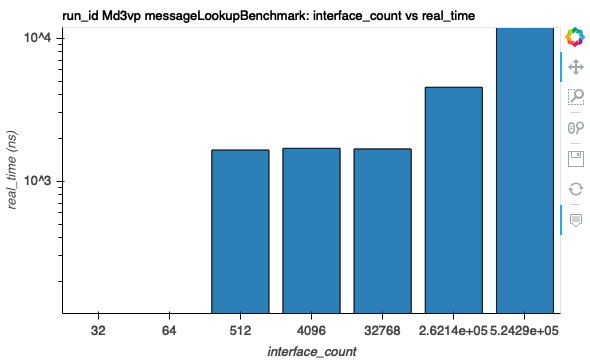 run_id Md3vp messageLookupBenchmark: interface_count vs real_time
10^4
10^3
real_time (ns)
32 64 512 4096 32768 2.6214e+05 5.2429e+05
interface_count